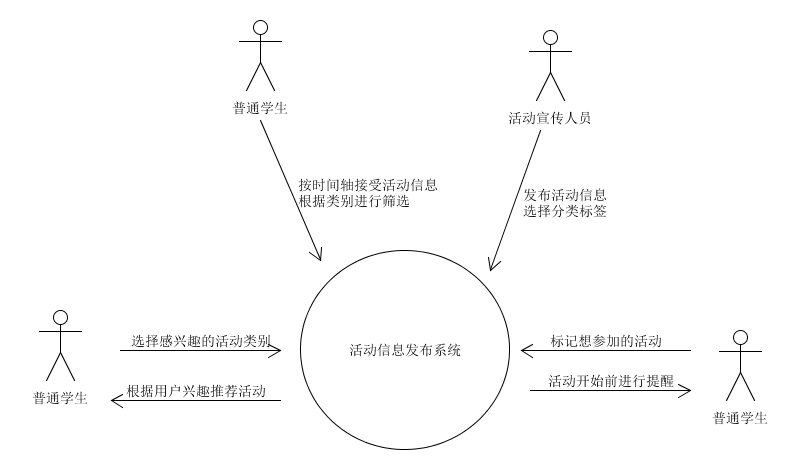 普通学生
活动宣传人员
按时间轴接受活动信息
根据类别进行筛选
发布活动信息
选择分类标签
选择感兴趣的活动类别
活动信息发布系统
标记想参加的活动
根据用户兴趣推荐活动
活动开始前进行提醒
普通学生
普通学生